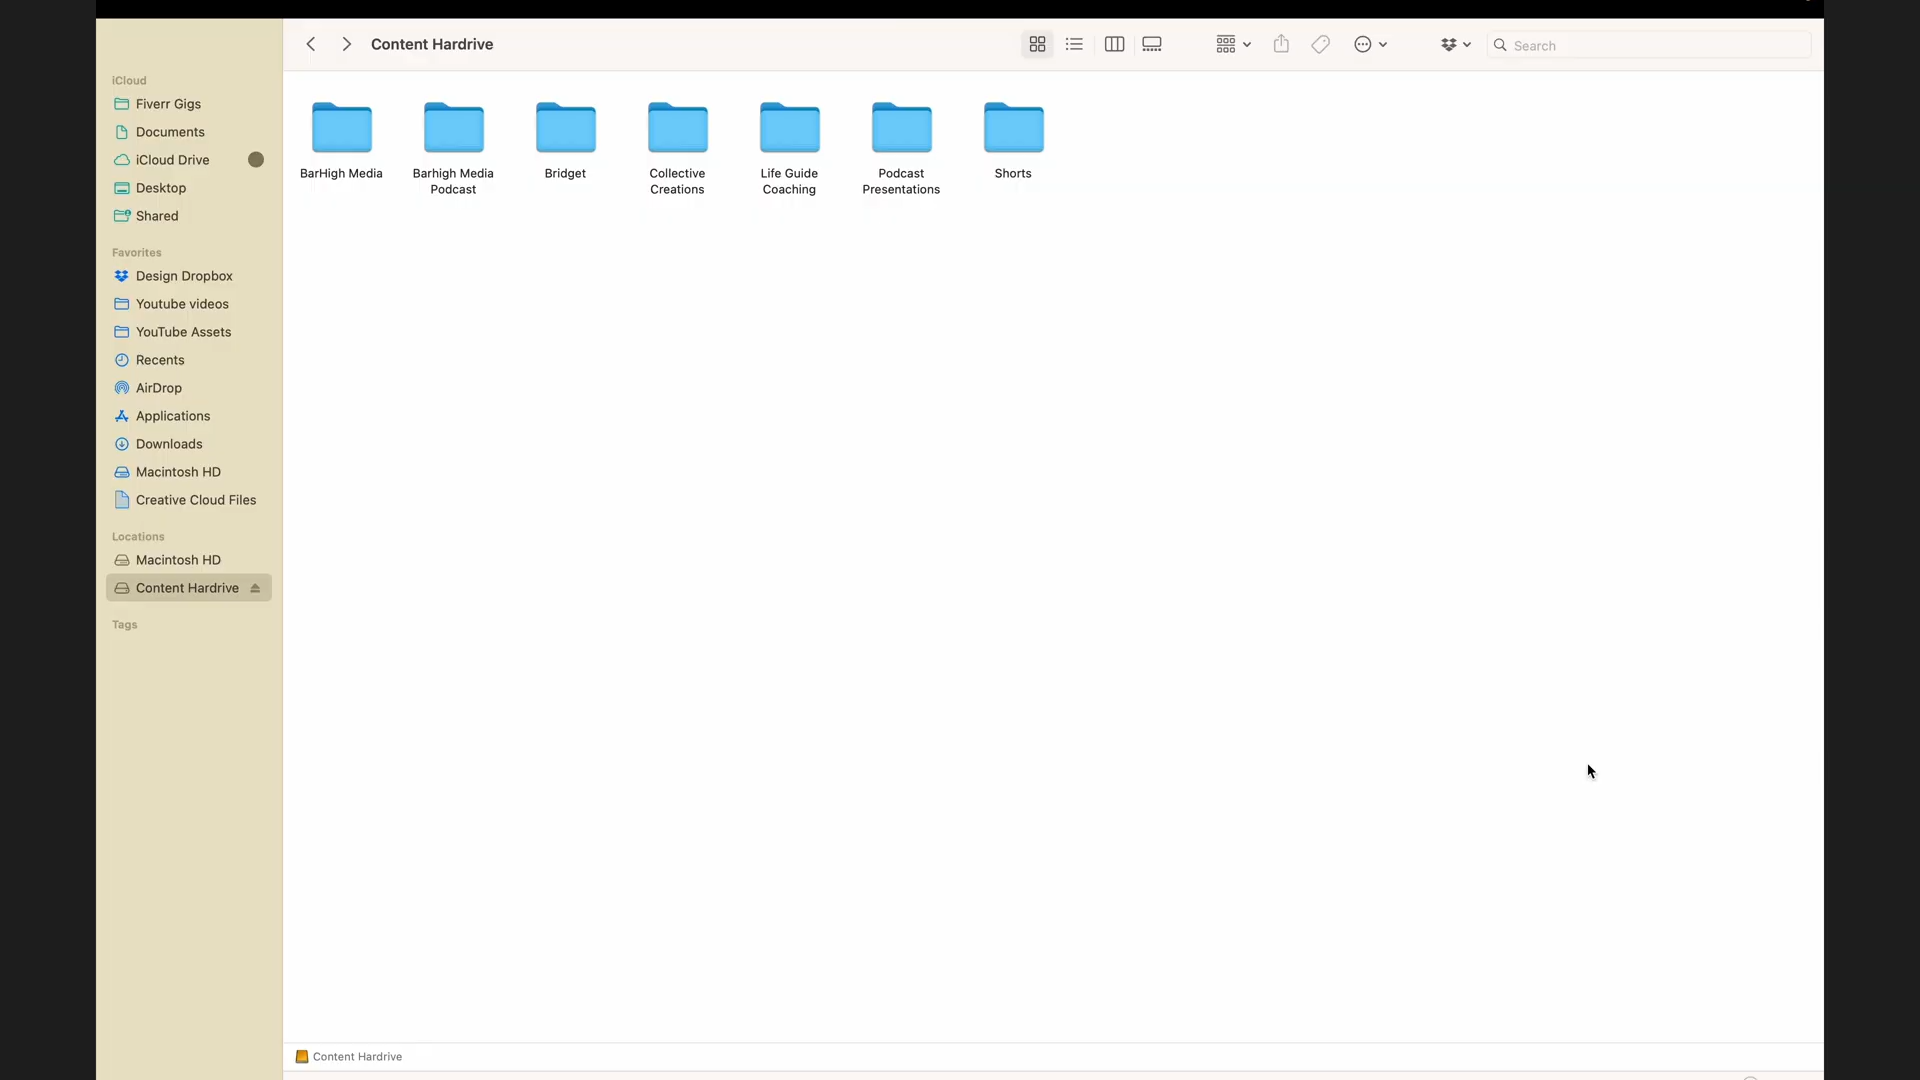 Content Hardrive
Search
iCloud
Fiverr Gigs
Documents
iCloud Drive
Desktop
Shared
Favorites
Design Dropbox
Youtube videos
YouTube Assets
Recents
AirDrop
Applications
Downloads
Macintosh HD
Creative Cloud Files
Locations
Macintosh HD
Content Hardrive
Tags
BarHigh Media
Barhigh Media
Podcast
Bridget
Collective
Creations
Life Guide
Coaching
Podcast
Presentations
Shorts
Content Hardrive